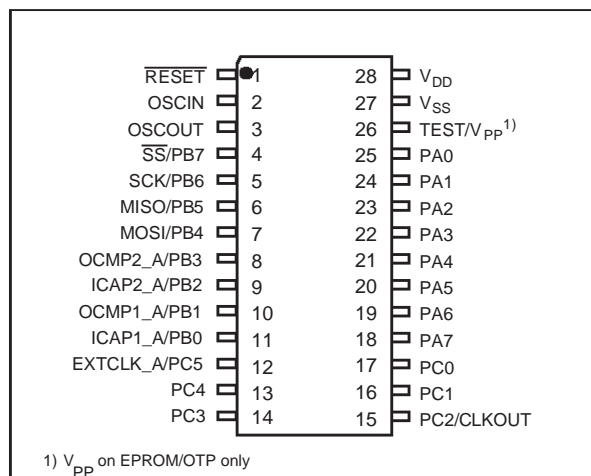 RESET 1 28 VDD
OSCIN 2 27 VSS
OSCOUT 3 26 TEST/VPP1)
SS/PB7 4 25 PA0
SCK/PB6 5 24 PA1
MISO/PB5 6 23 PA2
MOSI/PB4 7 22 PA3
OCMP2_A/PB3 8 21 PA4
ICAP2_A/PB2 9 20 PA5
OCMP1_A/PB1 10 19 PA6
ICAP1_A/PB0 11 18 PA7
EXTCLK_A/PC5 12 17 PC0
PC4 13 16 PC1
PC3 14 15 PC2/CLKOUT
1) VPP on EPROM/OTP only